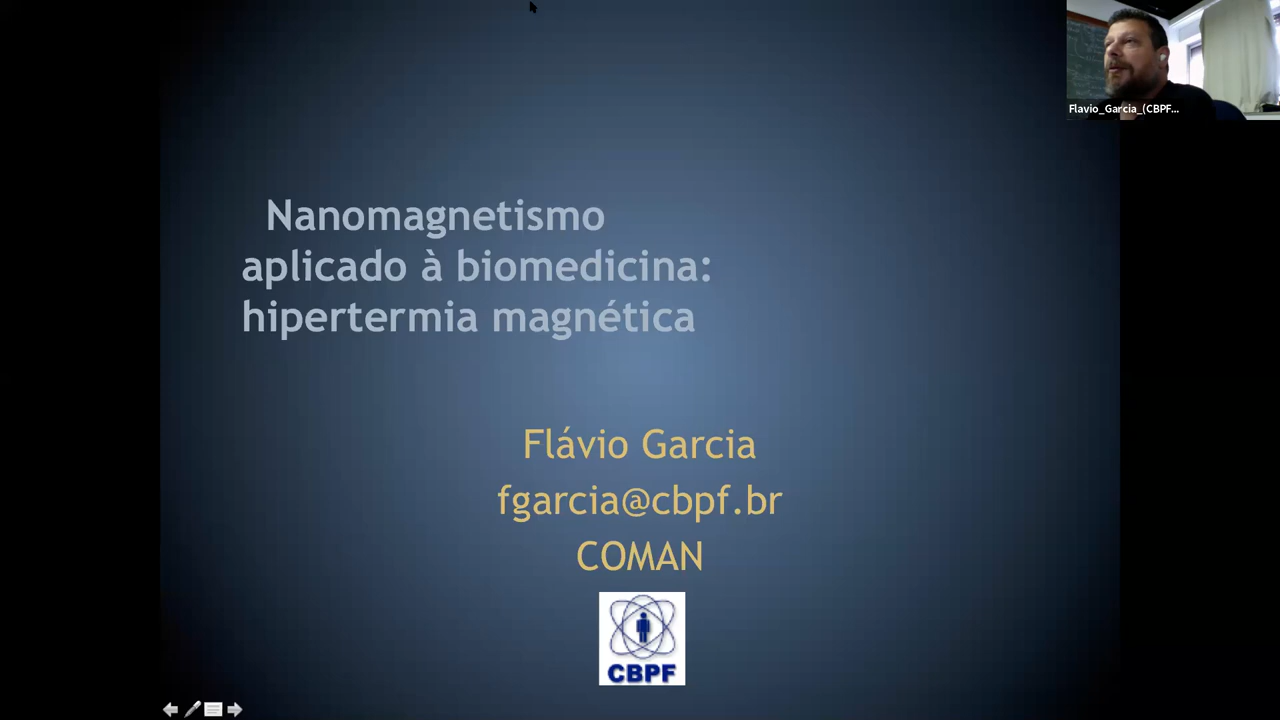 Flavio_Garcia_(CBPF...
Nanomagnetismo
aplicado à biomedicina:
hipertermia magnética
Flávio Garcia
fgarcia@cbpf.br
COMAN
CBPF